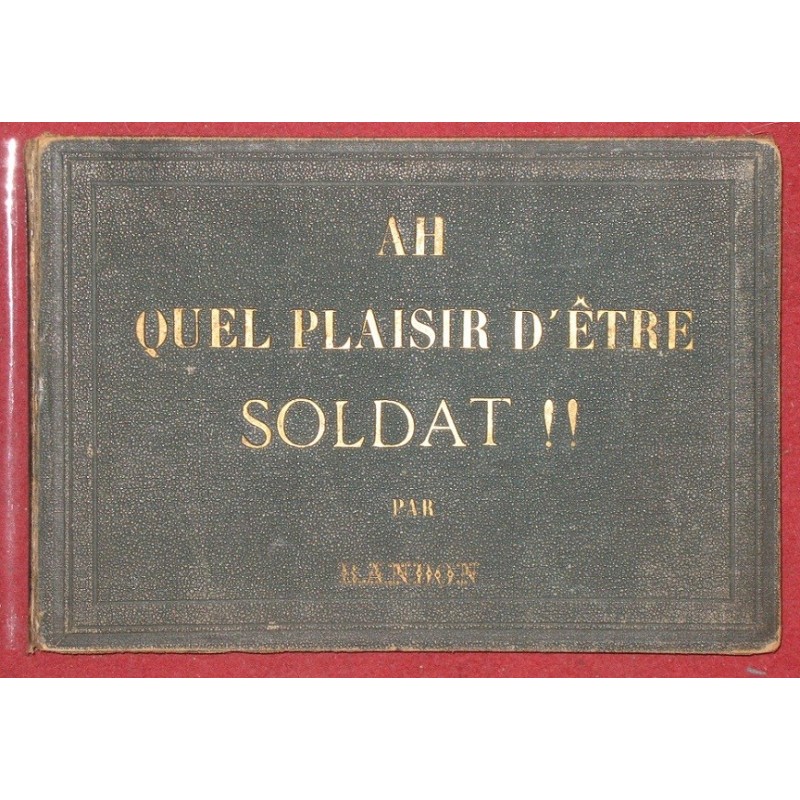 AH
QUEL PLAISIR D'ÊTRE
SOLDAT !!
PAR
RANDON